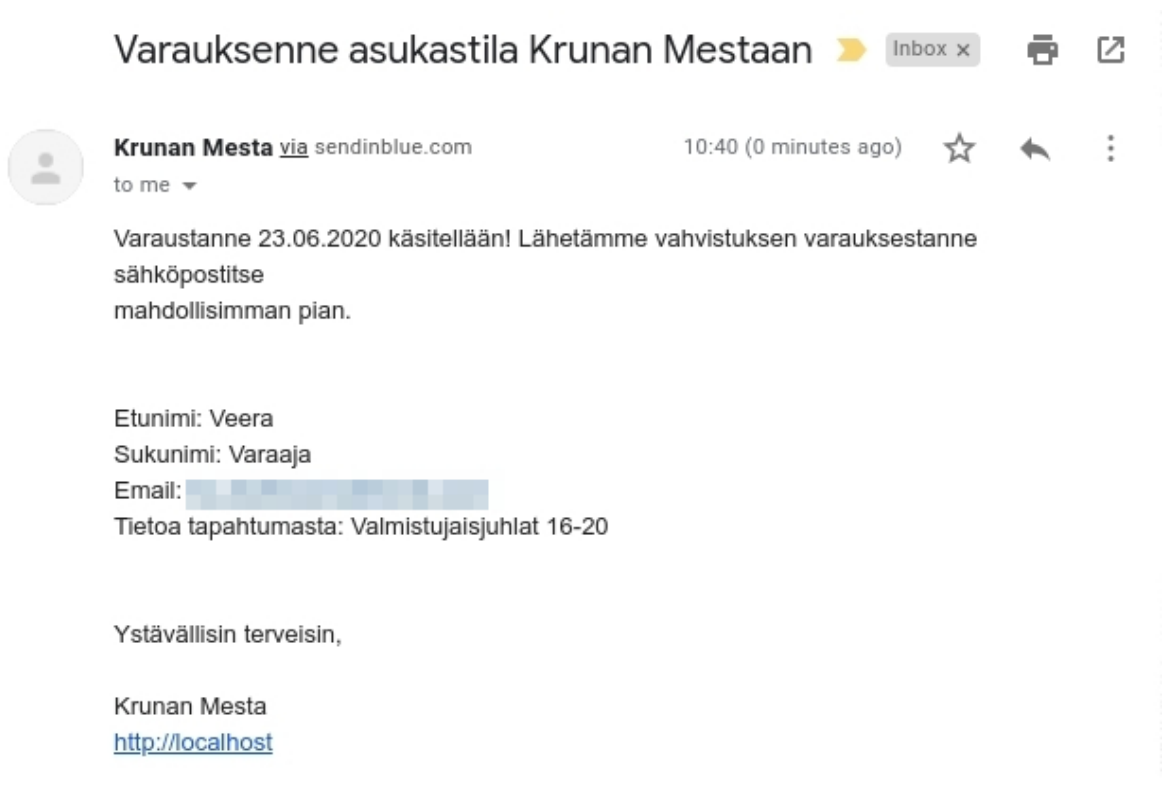 Varauksenne asukastila Krunan Mestaan Inbox ×
Krunan Mesta via sendinblue.com 10:40 (0 minutes ago)
to me
Varaustanne 23.06.2020 käsitellään! Lähetämme vahvistuksen varauksestanne
sähköpostitse
mahdollisimman pian.
Etunimi: Veera
Sukunimi: Varaaja
Email:
Tietoa tapahtumasta: Valmistujaisjuhlat 16-20
Ystävällisin terveisin,
Krunan Mesta
http://localhost